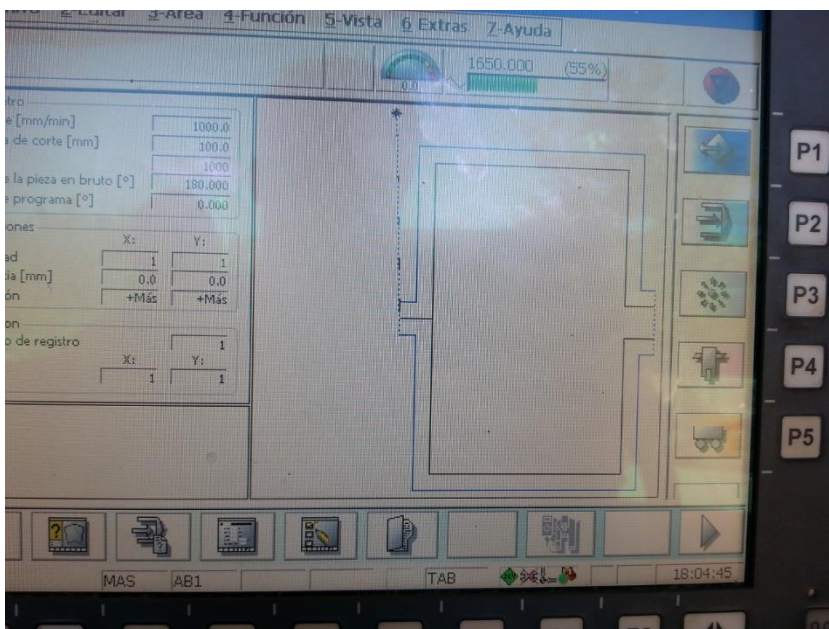 2-Editar 3-Area 4-Función 5-Vista 6 Extras 7-Ayuda
1650.000 (55%)
0.0
[mm/min] 1000.0
de corte [mm] 100.0
1000
la pieza en bruto [°] 180.000
programa [°] 0.000
X: Y:
1 1
[mm] 0.0 0.0
+Más +Más
de registro 1
X: Y:
1 1
P1
P2
P3
P4
P5
MAS AB1 TAB 18:04:45